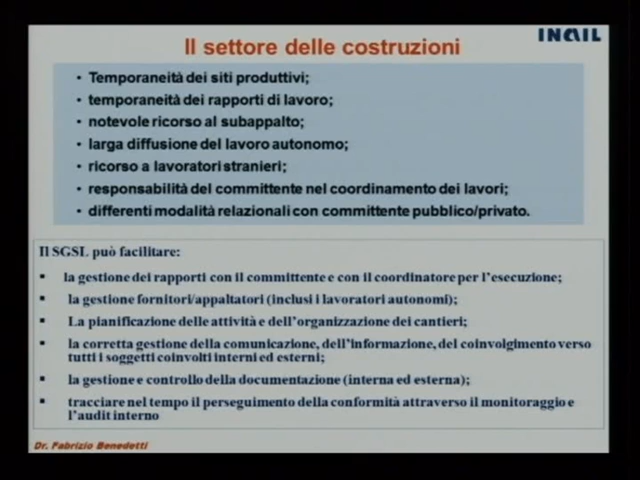 INAIL
Il settore delle costruzioni
• Temporaneità dei siti produttivi;
• temporaneità dei rapporti di lavoro;
• notevole ricorso al subappalto;
• larga diffusione del lavoro autonomo;
• ricorso a lavoratori stranieri;
• responsabilità del committente nel coordinamento dei lavori;
• differenti modalità relazionali con committente pubblico/privato.
Il SGSL può facilitare:
▪ la gestione dei rapporti con il committente e con il coordinatore per l'esecuzione;
▪ la gestione fornitori/appaltatori (inclusi i lavoratori autonomi);
▪ La pianificazione delle attività e dell'organizzazione dei cantieri;
▪ la corretta gestione della comunicazione, dell'informazione, del coinvolgimento verso
tutti i soggetti coinvolti interni ed esterni;
▪ la gestione e controllo della documentazione (interna ed esterna);
▪ tracciare nel tempo il perseguimento della conformità attraverso il monitoraggio e
l'audit interno
Dr. Fabrizio Benedetti